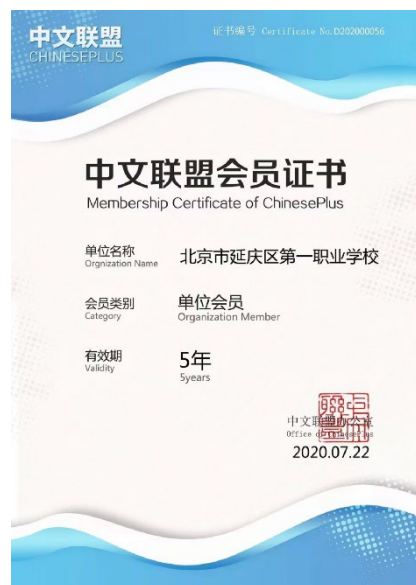 中文联盟
CHINESEPLUS
证书编号 Certificate No.D202000056
中文联盟会员证书
Membership Certificate of ChinesePlus
单位名称 北京市延庆区第一职业学校
Orgnization Name
会员类别 单位会员
Category Organization Member
有效期 5年
Validity 5years
中文联盟办公室
Office of ChinesePlus
2020.07.22